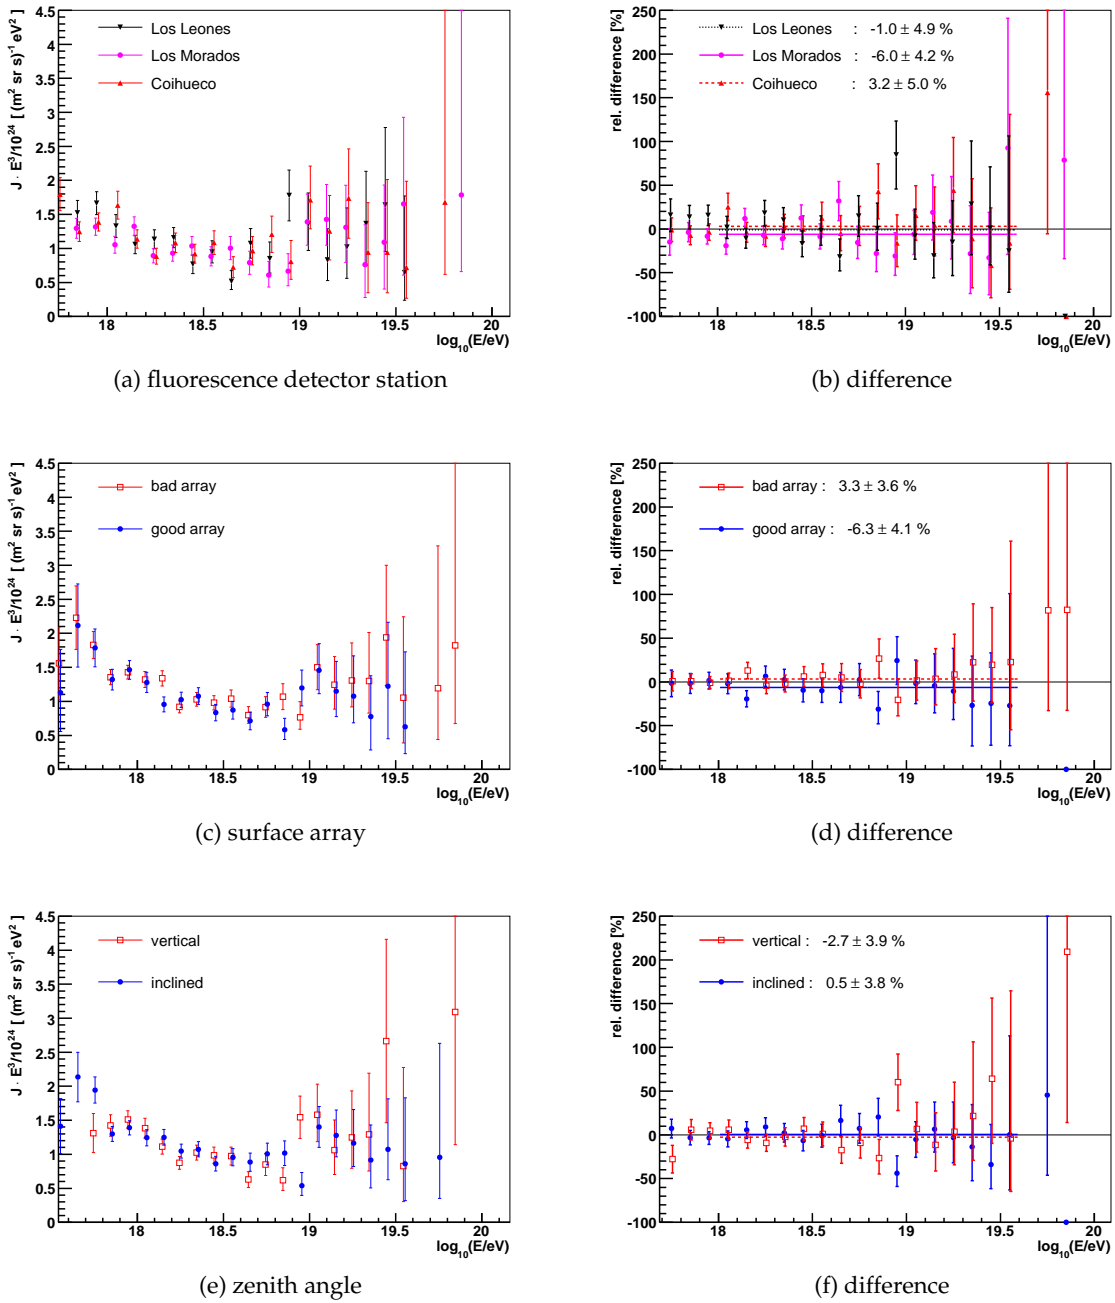 J · E³/10²⁴ [ (m² sr s)⁻¹ eV² ]
4.5
4
3.5
3
2.5
2
1.5
1
0.5
0
Los Leones
Los Morados
Coihueco
18 18.5 19 19.5 20
log₁₀(E/eV)
(a) fluorescence detector station
rel. difference [%]
250
200
150
100
50
0
-50
-100
Los Leones : -1.0 ± 4.9 %
Los Morados : -6.0 ± 4.2 %
Coihueco : 3.2 ± 5.0 %
18 18.5 19 19.5 20
log₁₀(E/eV)
(b) difference
J · E³/10²⁴ [ (m² sr s)⁻¹ eV² ]
4.5
4
3.5
3
2.5
2
1.5
1
0.5
0
bad array
good array
18 18.5 19 19.5 20
log₁₀(E/eV)
(c) surface array
rel. difference [%]
250
200
150
100
50
0
-50
-100
bad array : 3.3 ± 3.6 %
good array : -6.3 ± 4.1 %
18 18.5 19 19.5 20
log₁₀(E/eV)
(d) difference
J · E³/10²⁴ [ (m² sr s)⁻¹ eV² ]
4.5
4
3.5
3
2.5
2
1.5
1
0.5
0
vertical
inclined
18 18.5 19 19.5 20
log₁₀(E/eV)
(e) zenith angle
rel. difference [%]
250
200
150
100
50
0
-50
-100
vertical : -2.7 ± 3.9 %
inclined : 0.5 ± 3.8 %
18 18.5 19 19.5 20
log₁₀(E/eV)
(f) difference